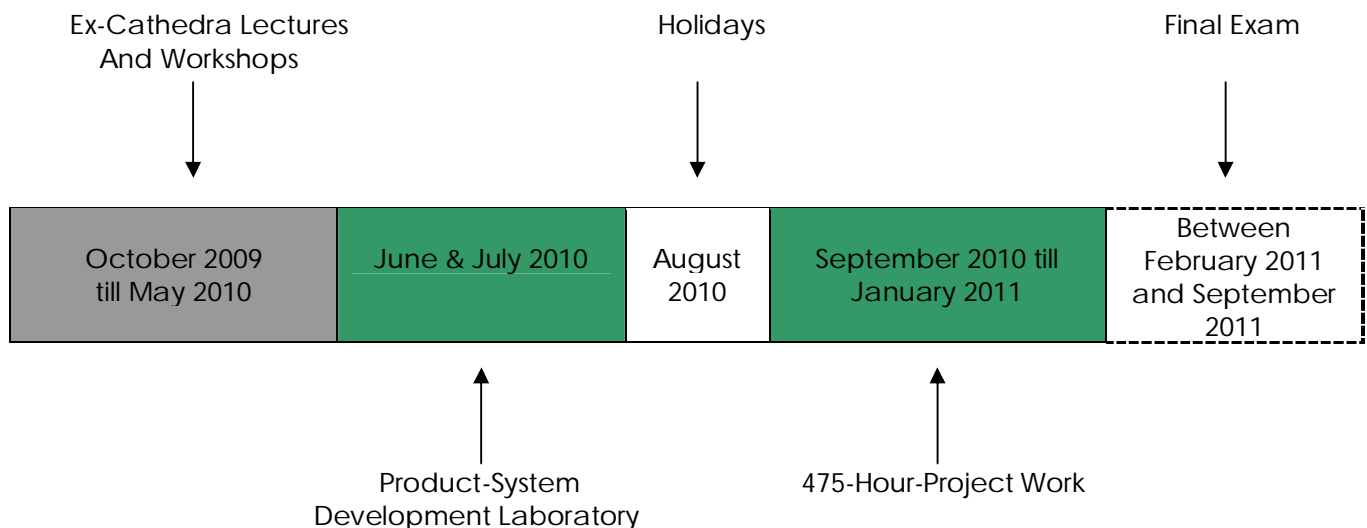 Ex-Cathedra Lectures
And Workshops
Holidays
Final Exam
October 2009
till May 2010
June & July 2010
August
2010
September 2010 till
January 2011
Between
February 2011
and September
2011
Product-System
Development Laboratory
475-Hour-Project Work